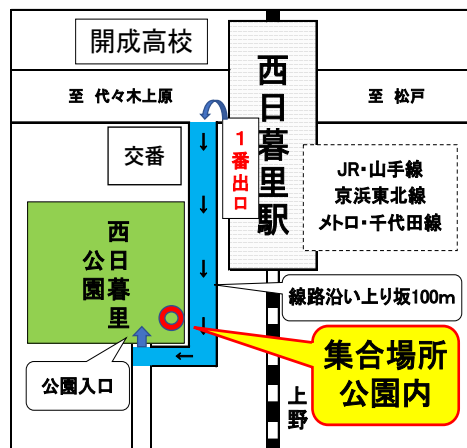 開成高校
西日暮里駅
至 代々木上原
至 松戸
1番出口
交番
JR・山手線
京浜東北線
メトロ・千代田線
西日暮里
公園
線路沿い上り坂100m
公園入口
集合場所
公園内
上野
↓
↓
↓
↓
←